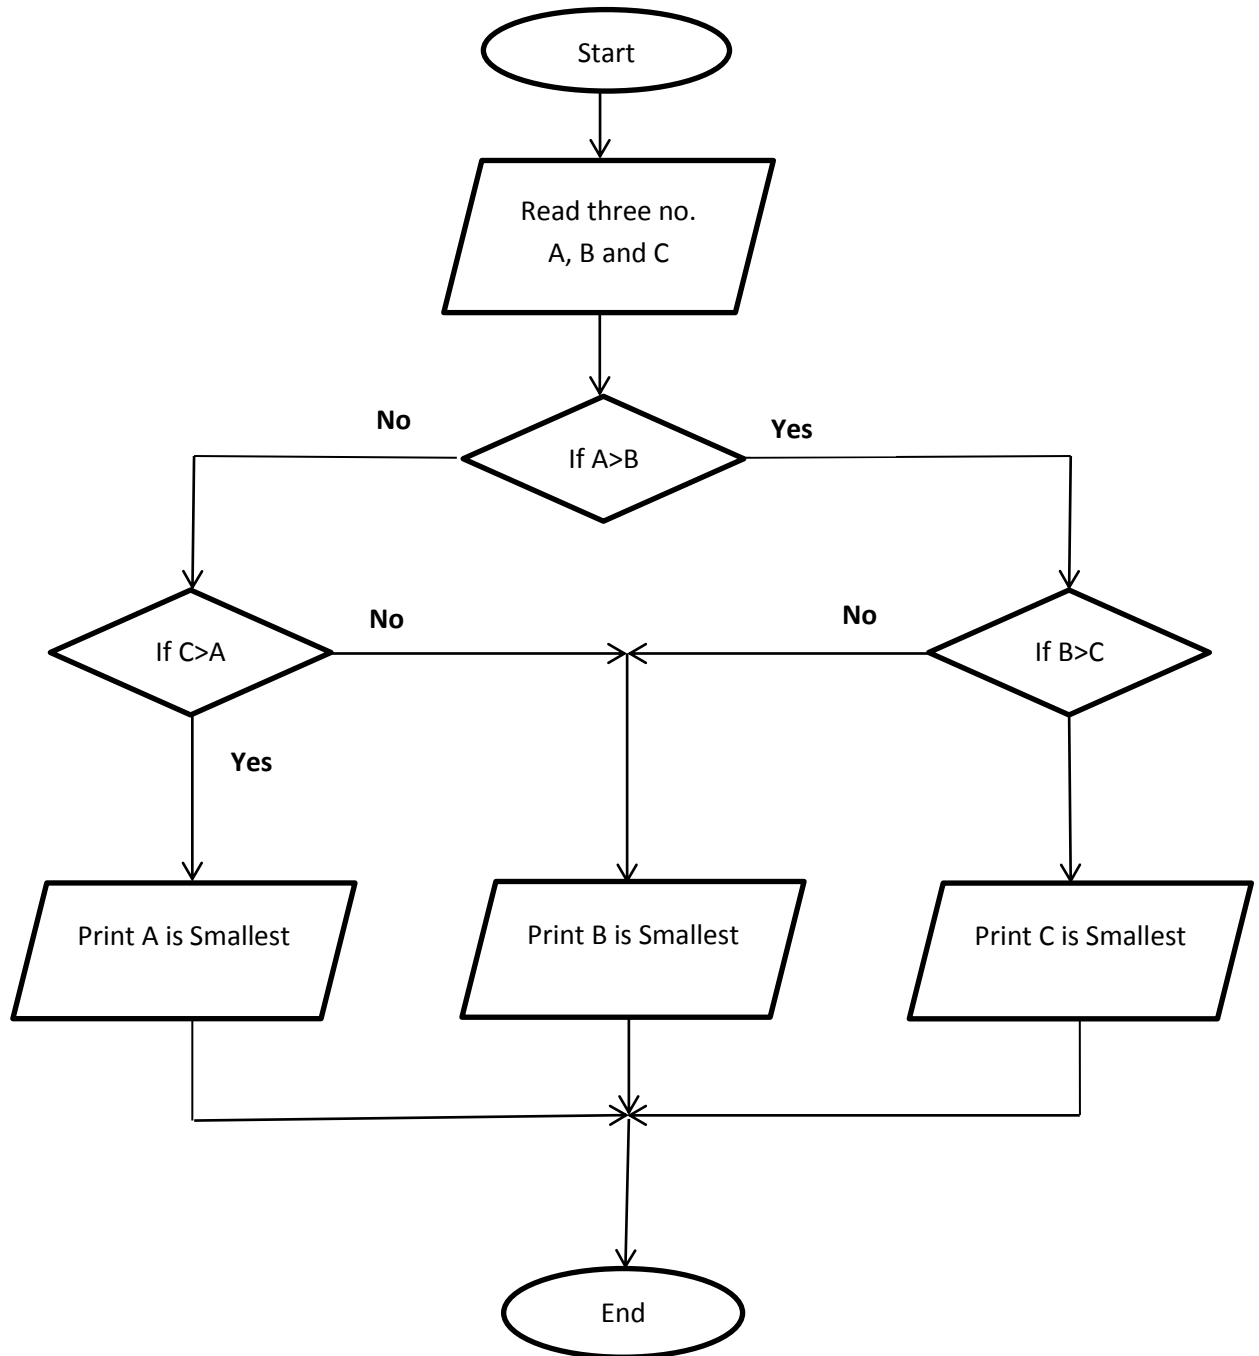 Start
Read three no.
A, B and C
No
Yes
If A>B
No
No
If C>A
If B>C
Yes
Print A is Smallest
Print B is Smallest
Print C is Smallest
End